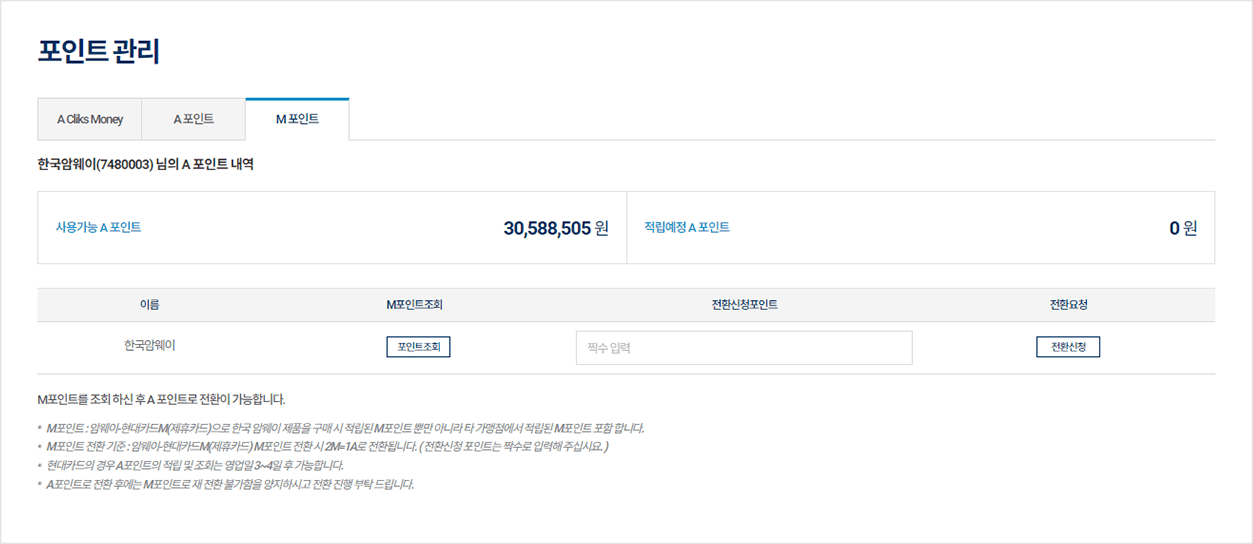 포인트 관리
A Cliks Money
A 포인트
M 포인트
한국암웨이(7480003) 님의 A 포인트 내역
사용가능 A 포인트
30,588,505 원
적립예정 A 포인트
0 원
이름
M포인트조회
전환신청포인트
전환요청
한국암웨이
포인트조회
짝수 입력
전환신청
M포인트를 조회 하신 후 A 포인트로 전환이 가능합니다.
* M포인트 : 암웨아-현대카드M(제휴카드)으로 한국 암웨이 제품을 구매 시 적립된 M포인트 뿐만 아니라 타 가맹점에서 적립된 M포인트 포함 합니다.
* M포인트 전환 기준 : 암웨아-현대카드M(제휴카드) M포인트 전환 시 2M=1A로 전환됩니다. ( 전환신청 포인트는 짝수로 입력해 주십시요. )
* 현대카드의 경우 A포인트의 적립 및 조회는 영업일 3~4일 후 가능합니다.
* A포인트로 전환 후에는 M포인트로 재 전환 불가함을 양지하시고 전환 진행 부탁 드립니다.